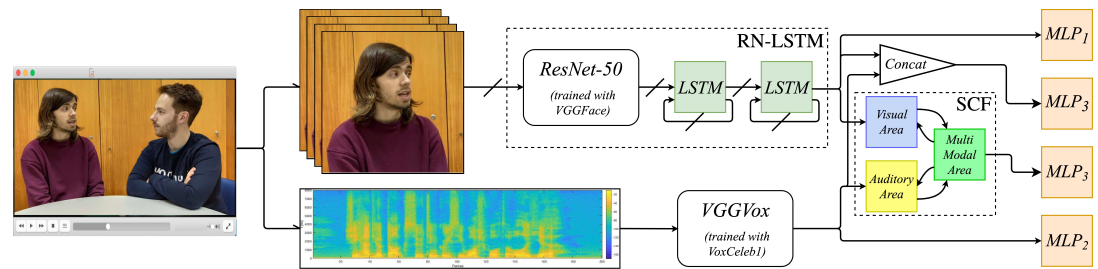 RN-LSTM
ResNet-50
(trained with
VGGFace)
LSTM
LSTM
Concat
MLP1
MLP3
SCF
Visual
Area
Multi
Modal
Area
Auditory
Area
MLP3
VGGVox
(trained with
VoxCeleb1)
MLP2